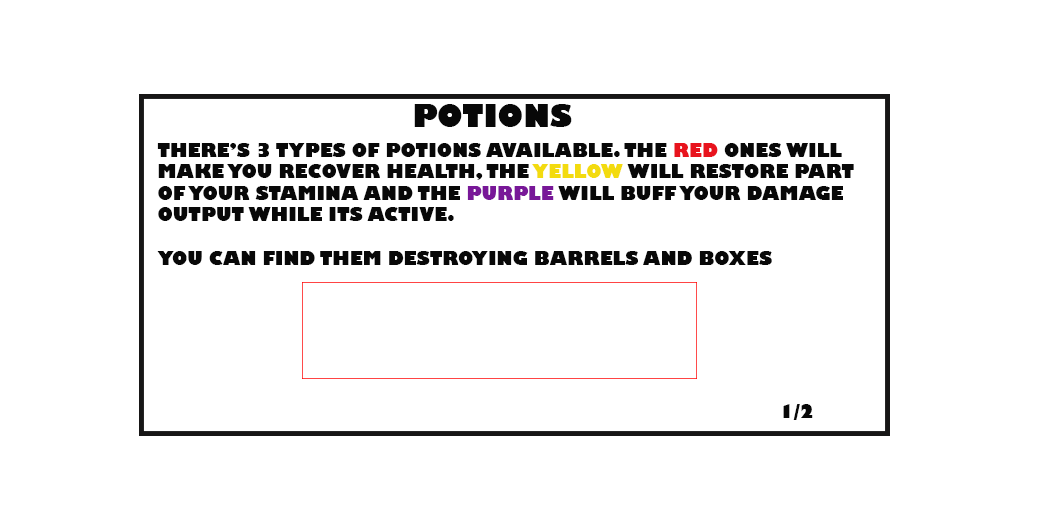 POTIONS
THERE'S 3 TYPES OF POTIONS AVAILABLE. THE RED ONES WILL
MAKE YOU RECOVER HEALTH, THE YELLOW WILL RESTORE PART
OF YOUR STAMINA AND THE PURPLE WILL BUFF YOUR DAMAGE
OUTPUT WHILE ITS ACTIVE.
YOU CAN FIND THEM DESTROYING BARRELS AND BOXES
1/2